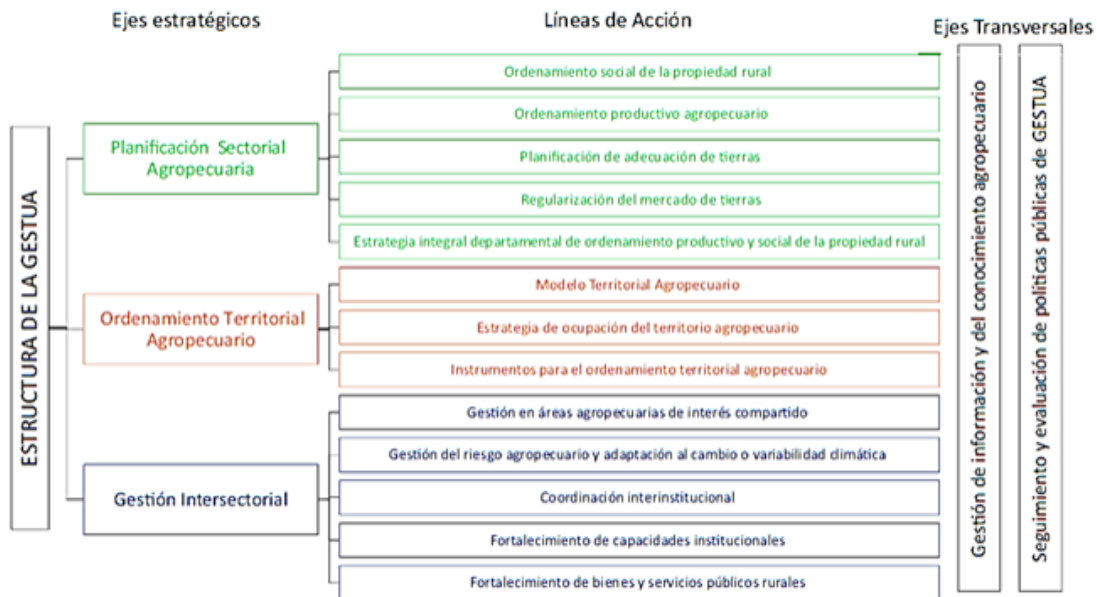 Ejes estratégicos
Líneas de Acción
Ejes Transversales
ESTRUCTURA DE LA GESTUA
Planificación Sectorial
Agropecuaria
Ordenamiento social de la propiedad rural
Ordenamiento productivo agropecuario
Planificación de adecuación de tierras
Regularización del mercado de tierras
Estrategia integral departamental de ordenamiento productivo y social de la propiedad rural
Ordenamiento Territorial
Agropecuario
Modelo Territorial Agropecuario
Estrategia de ocupación del territorio agropecuario
Instrumentos para el ordenamiento territorial agropecuario
Gestión Intersectorial
Gestión en áreas agropecuarias de interés compartido
Gestión del riesgo agropecuario y adaptación al cambio o variabilidad climática
Coordinación interinstitucional
Fortalecimiento de capacidades institucionales
Fortalecimiento de bienes y servicios públicos rurales
Gestión de información y del conocimiento agropecuario
Seguimiento y evaluación de políticas públicas de GESTUA